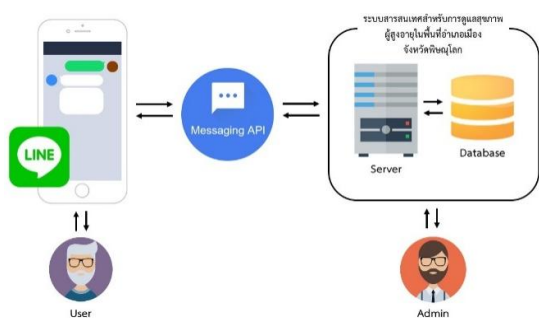 ระบบสารสนเทศสำหรับการดูแลสุขภาพ
ผู้สูงอายุในพื้นที่อำเภอเมือง
จังหวัดพิษณุโลก
LINE
Messaging API
Server
Database
User
Admin